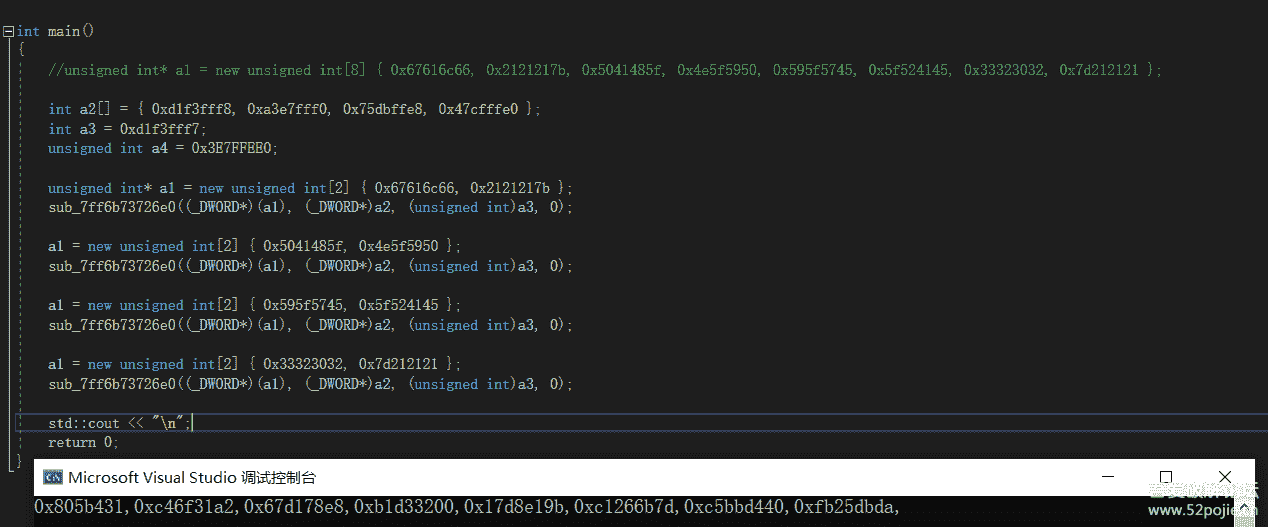 int main()
{
//unsigned int* a1 = new unsigned int[8] { 0x67616c66, 0x2121217b, 0x5041485f, 0x4e5f5950, 0x595f5745, 0x5f524145, 0x33323032, 0x7d212121 };
int a2[] = { 0xd1f3fff8, 0xa3e7fff0, 0x75dbffe8, 0x47cfffe0 };
int a3 = 0xd1f3fff7;
unsigned int a4 = 0x3E7FFEE0;
unsigned int* a1 = new unsigned int[2] { 0x67616c66, 0x2121217b };
sub_7ff6b73726e0((_DWORD*)(a1), (_DWORD*)a2, (unsigned int)a3, 0);
a1 = new unsigned int[2] { 0x5041485f, 0x4e5f5950 };
sub_7ff6b73726e0((_DWORD*)(a1), (_DWORD*)a2, (unsigned int)a3, 0);
a1 = new unsigned int[2] { 0x595f5745, 0x5f524145 };
sub_7ff6b73726e0((_DWORD*)(a1), (_DWORD*)a2, (unsigned int)a3, 0);
a1 = new unsigned int[2] { 0x33323032, 0x7d212121 };
sub_7ff6b73726e0((_DWORD*)(a1), (_DWORD*)a2, (unsigned int)a3, 0);
std::cout << "\n";
return 0;
}
Microsoft Visual Studio 调试控制台
0x805b431,0xc46f31a2,0x67d178e8,0xb1d33200,0x17d8e19b,0xc1266b7d,0xc5bbd440,0xfb25dbda,
www.52pojie.cn